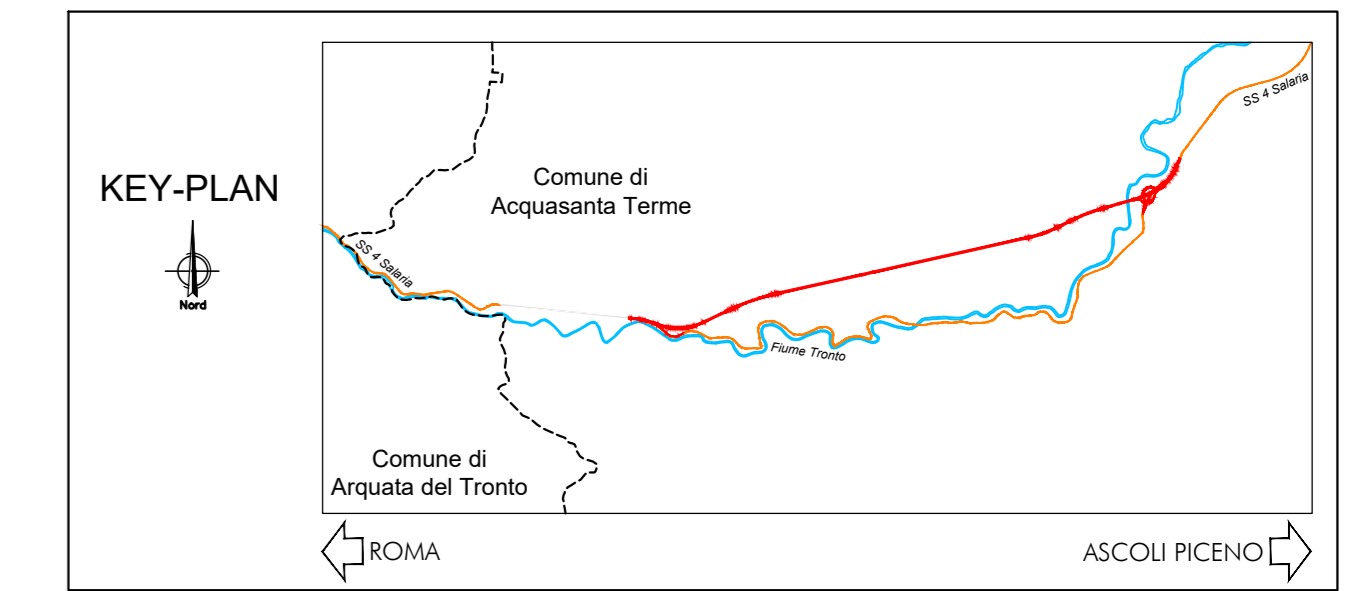 KEY-PLAN
Nord
SS 4 Salaria
Comune di
Acquasanta Terme
SS 4 Salaria
Fiume Tronto
Comune di
Arquata del Tronto
ROMA
ASCOLI PICENO